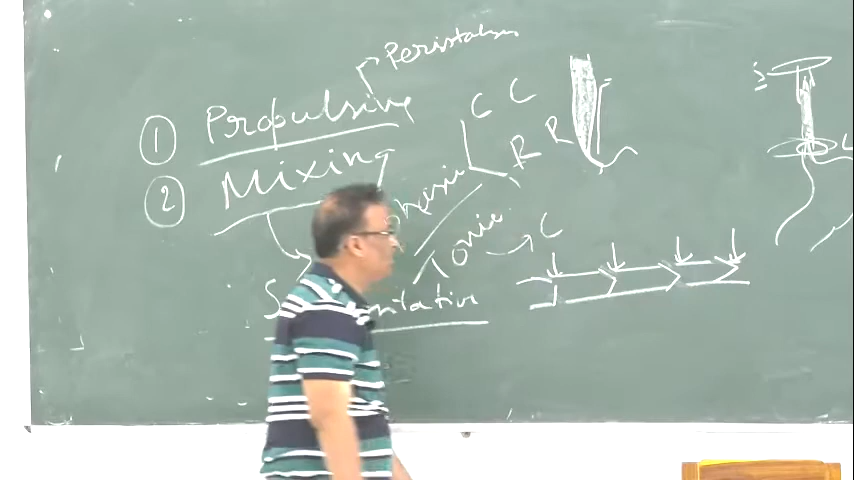 Peristalsis
① Propulsive
C C
② Mixing
R R
Tonic → C
S